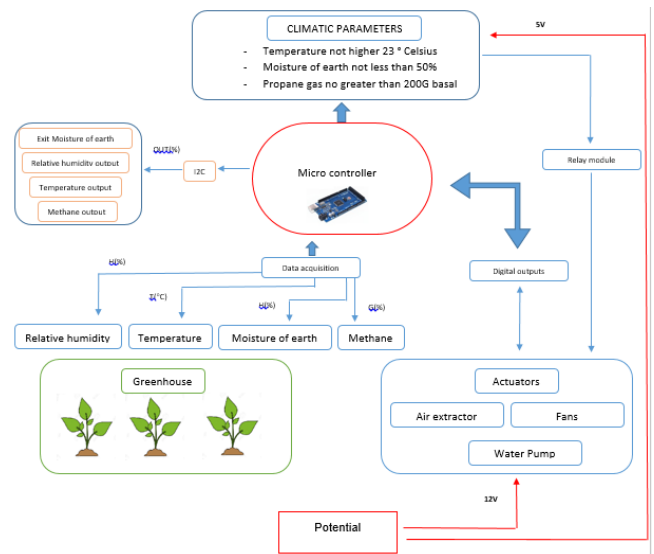 CLIMATIC PARAMETERS
- Temperature not higher 23 ° Celsius
- Moisture of earth not less than 50%
- Propane gas no greater than 200G basal
5V
Exit Moisture of earth
Relative humidity output
Temperature output
Methane output
OUT(%)
I2C
Micro controller
Relay module
Data acquisition
Digital outputs
H(%)
T(°C)
H(%)
G(%)
Relative humidity
Temperature
Moisture of earth
Methane
Greenhouse
Actuators
Air extractor
Fans
Water Pump
12V
Potential